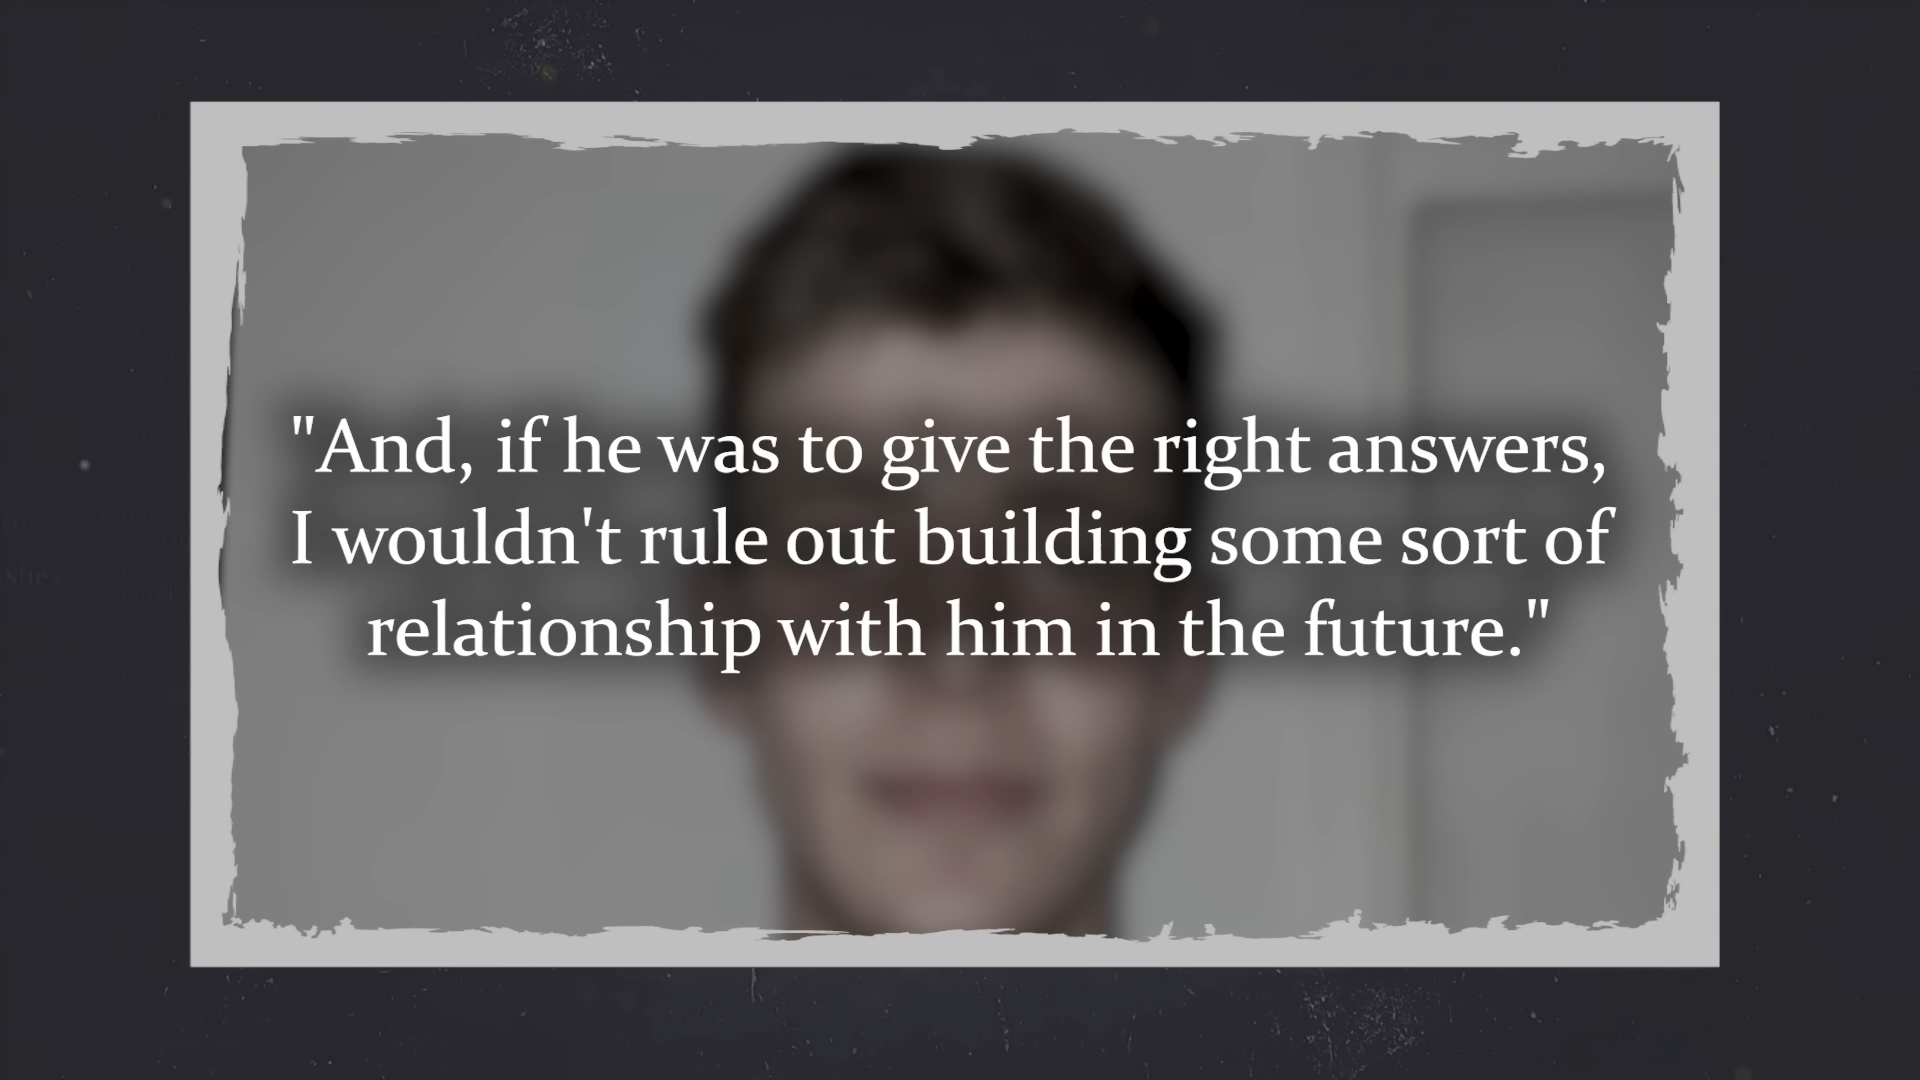 "And, if he was to give the right answers,
I wouldn't rule out building some sort of
relationship with him in the future."